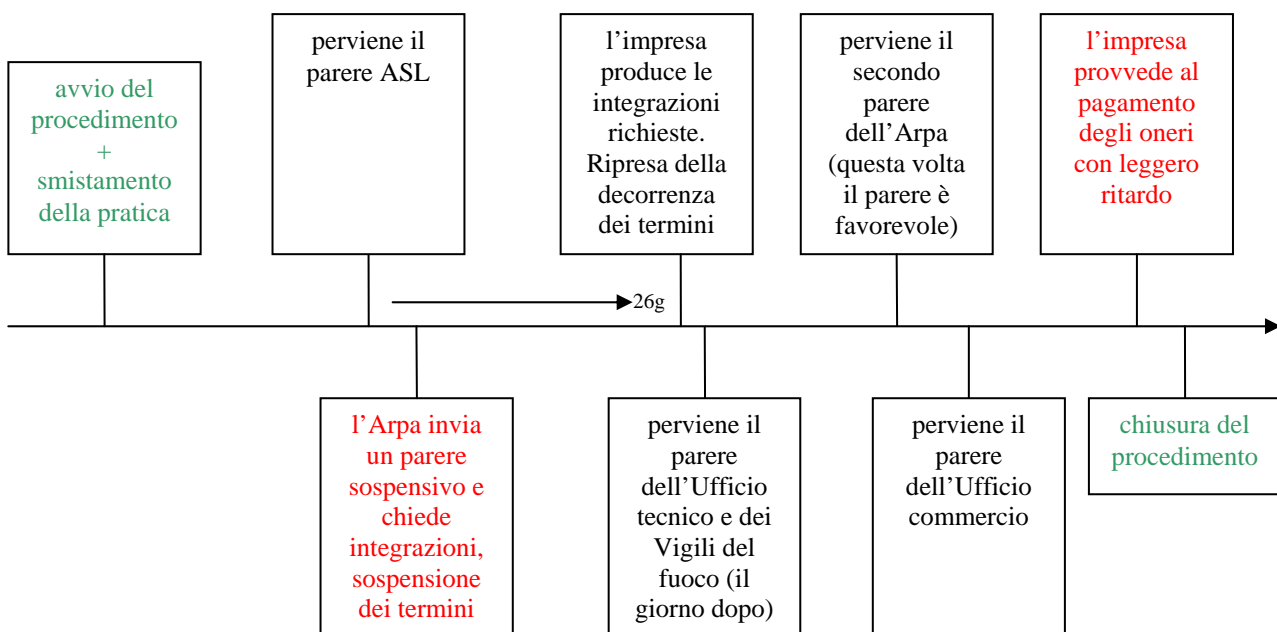 avvio del
procedimento
+
smistamento
della pratica
perviene il
parere ASL
l’impresa
produce le
integrazioni
richieste.
Ripresa della
decorrenza
dei termini
perviene il
secondo
parere
dell’Arpa
(questa volta
il parere è
favorevole)
l’impresa
provvede al
pagamento
degli oneri
con leggero
ritardo
26g
l’Arpa invia
un parere
sospensivo e
chiede
integrazioni,
sospensione
dei termini
perviene il
parere
dell’Ufficio
tecnico e dei
Vigili del
fuoco (il
giorno dopo)
perviene il
parere
dell’Ufficio
commercio
chiusura del
procedimento